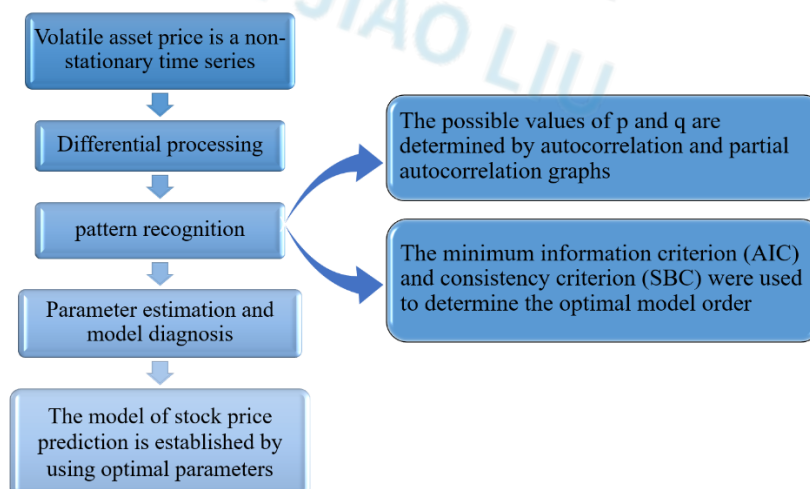 JIAO LIU
Volatile asset price is a non-
stationary time series
Differential processing
pattern recognition
Parameter estimation and
model diagnosis
The model of stock price
prediction is established by
using optimal parameters
The possible values of p and q are
determined by autocorrelation and partial
autocorrelation graphs
The minimum information criterion (AIC)
and consistency criterion (SBC) were used
to determine the optimal model order